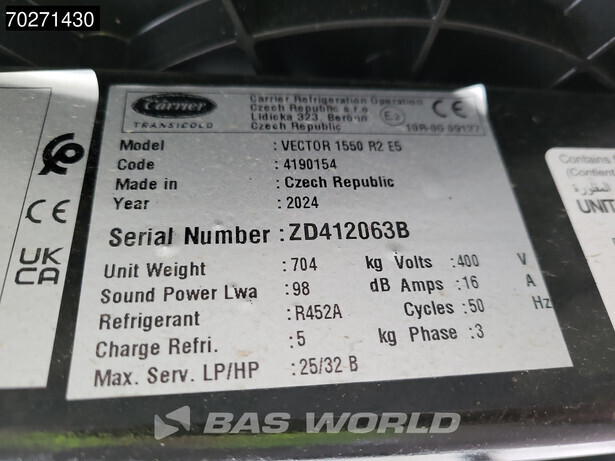 70271430
Carrier
TRANSICOLD
Carrier Refrigeration Operation
Czech Republic s.r.o
Lidicka 323, Beroun
Czech Republic
CE
E2
Model : VECTOR 1550 R2 E5
Code : 4190154
Made in : Czech Republic
Year : 2024
Serial Number : ZD412063B
Unit Weight : 704 kg Volts : 400 V
Sound Power Lwa : 98 dB Amps : 16 A
Refrigerant : R452A Cycles : 50 Hz
Charge Refri. : 5 kg Phase : 3
Max. Serv. LP/HP : 25/32 B
CE
UK
CA
Contains
(Contient
UNIT
BAS WORLD